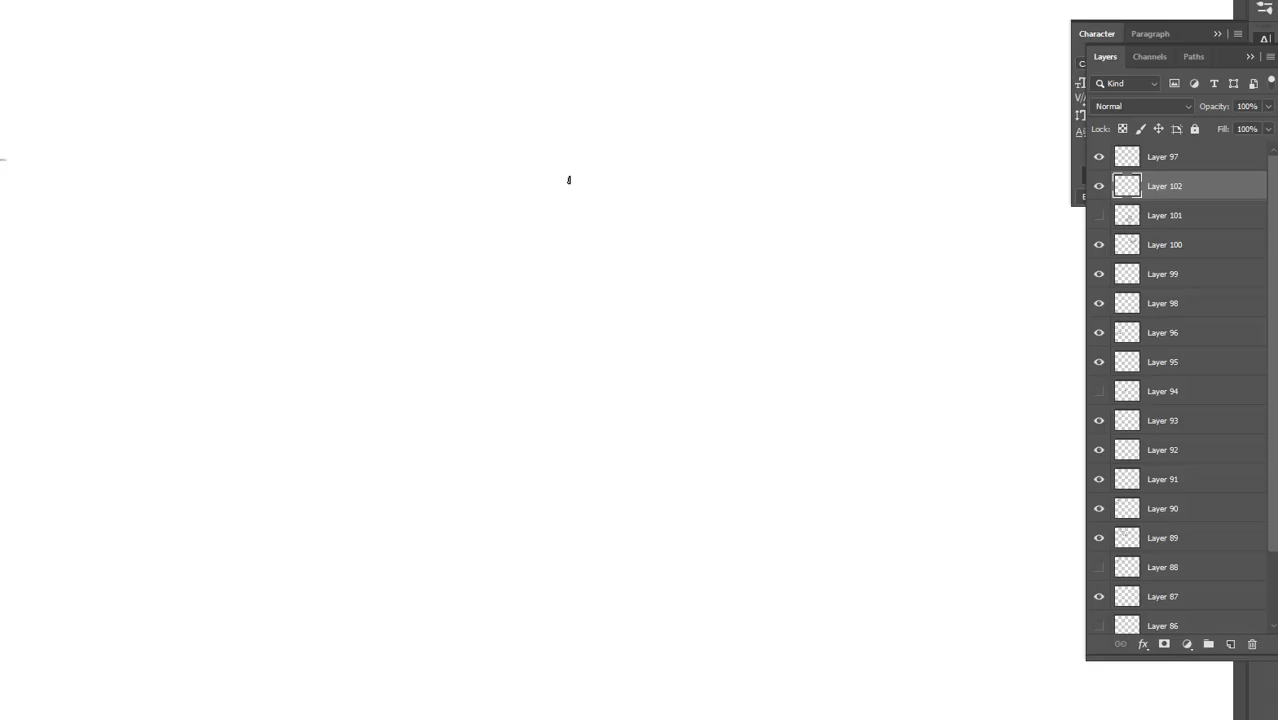 Character Paragraph
Layers Channels Paths
Kind
Normal Opacity: 100%
Lock: Fill: 100%
Layer 97
Layer 102
Layer 101
Layer 100
Layer 99
Layer 98
Layer 96
Layer 95
Layer 94
Layer 93
Layer 92
Layer 91
Layer 90
Layer 89
Layer 88
Layer 87
Layer 86
fx